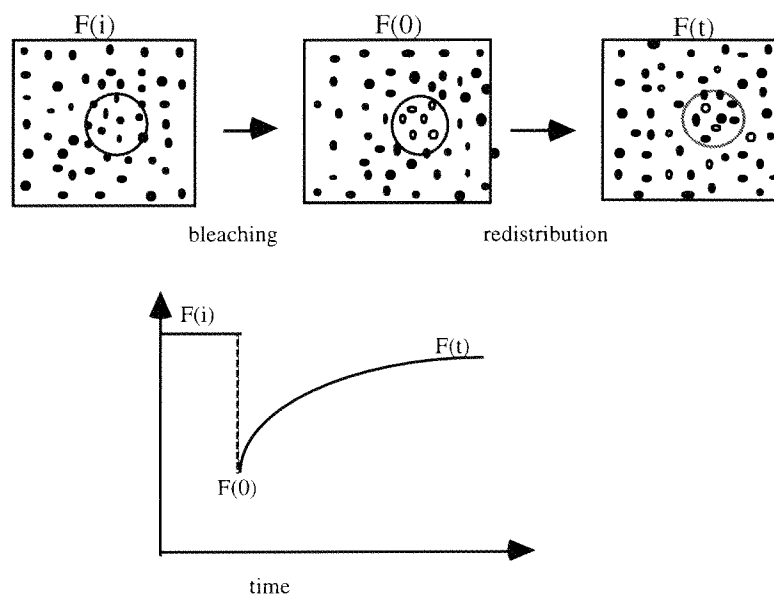 F(i) F(0) F(t)
bleaching redistribution
F(i)
F(t)
F(0)
time